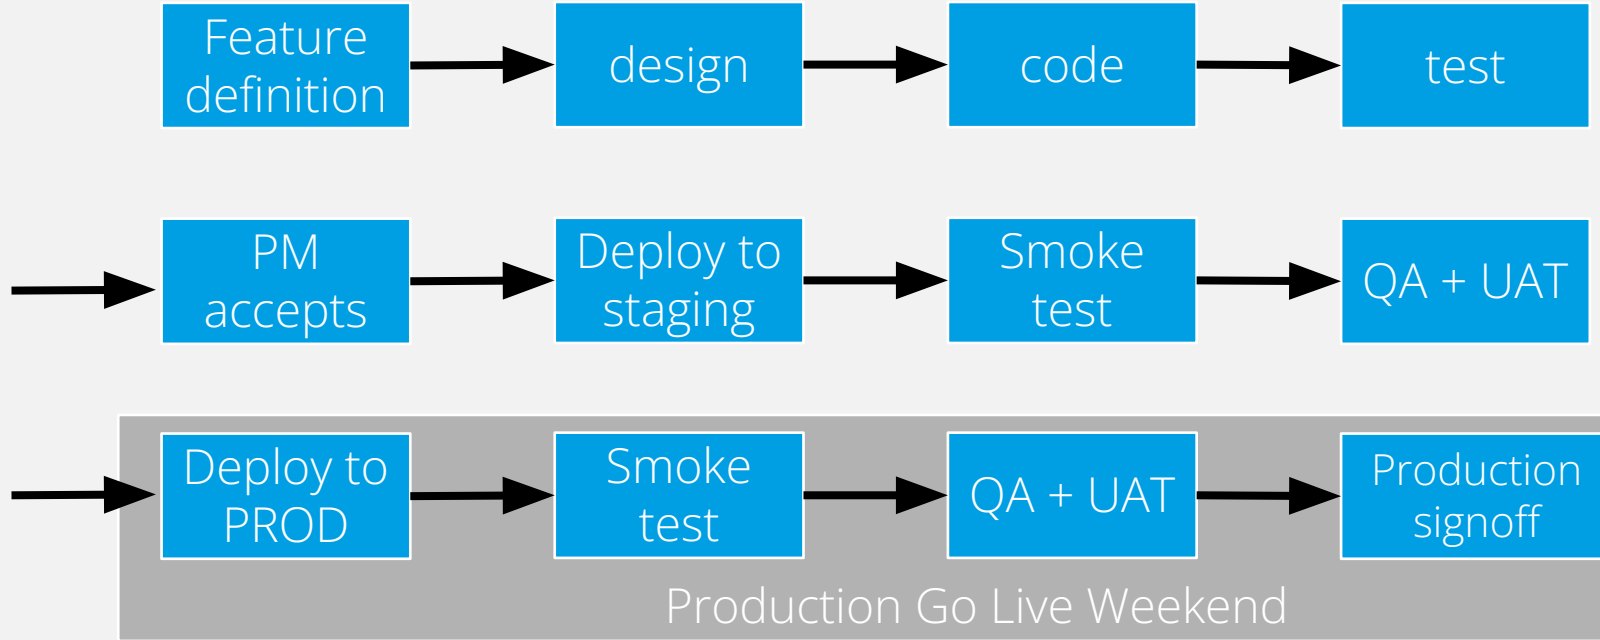 Feature
definition
design
code
test
PM
accepts
Deploy to
staging
Smoke
test
QA + UAT
Deploy to
PROD
Smoke
test
QA + UAT
Production
signoff
Production Go Live Weekend